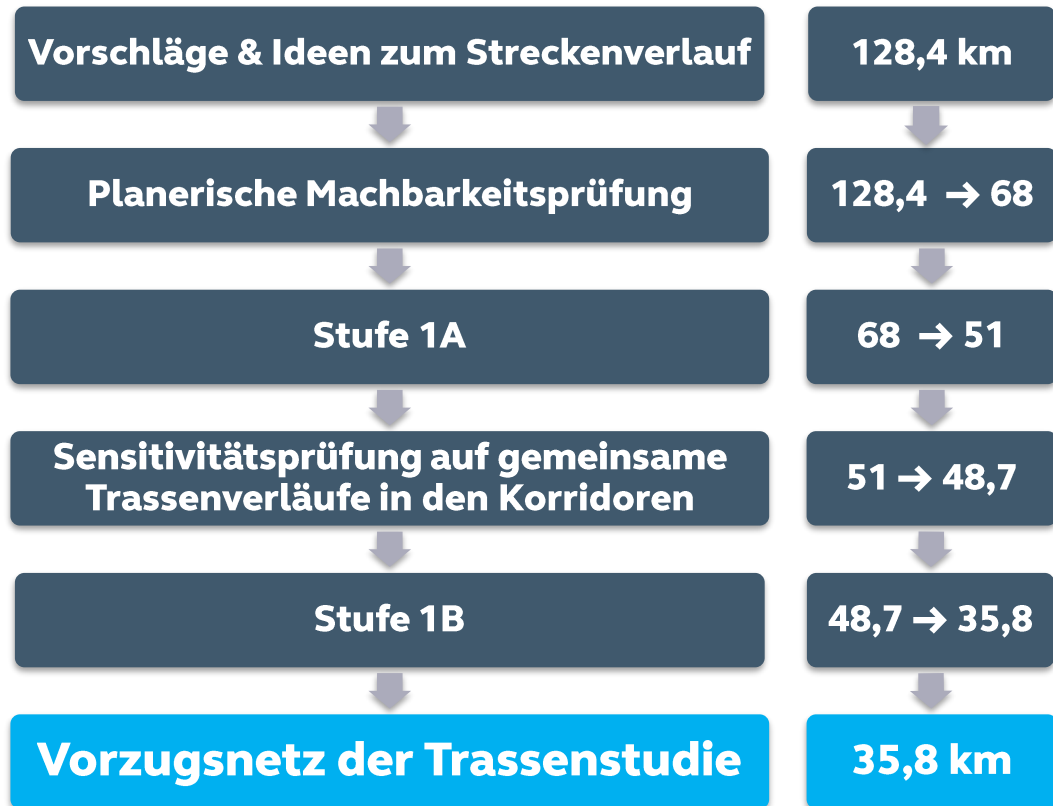 Vorschläge & Ideen zum Streckenverlauf
128,4 km
Planerische Machbarkeitsprüfung
128,4 → 68
Stufe 1A
68 → 51
Sensitivitätsprüfung auf gemeinsame
Trassenverläufe in den Korridoren
51 → 48,7
Stufe 1B
48,7 → 35,8
Vorzugsnetz der Trassenstudie
35,8 km